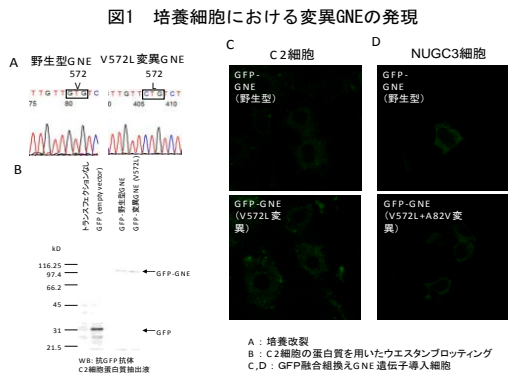 図1 培養細胞における変異GNEの発現
A
野生型GNE
572
V
TTGTTGTGTC
75 80
V572L変異GNE
572
L
TTGTCTGTCT
0 405 410
B
トランスフェクションなし
GFP (empty vector)
GFP-野生型GNE
GFP-変異GNE (V572L)
kD
116.25
97.4
66.2
45
31
21.5
GFP-GNE
GFP
WB: 抗GFP抗体
C2細胞蛋白質抽出液
C
C2細胞
GFP-
GNE
(野生型)
GFP-GNE
(V572L変
異)
D
NUGC3細胞
GFP-
GNE
(野生型)
GFP-GNE
(V572L+A82V変
異)
A : 培養改裂
B : C2細胞の蛋白質を用いたウエスタンブロッティング
C,D : GFP融合組換えGNE遺伝子導入細胞